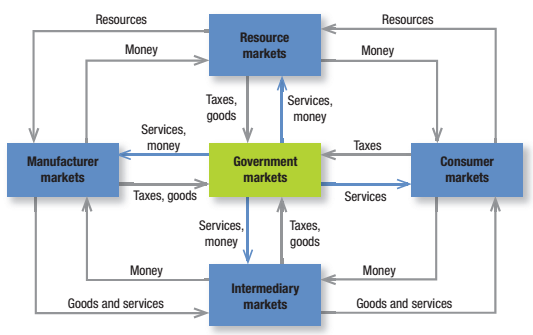 Resources
Resources
Resource
markets
Money
Money
Taxes,
goods
Services,
money
Services,
money
Taxes
Manufacturer
markets
Government
markets
Consumer
markets
Taxes, goods
Services
Services,
money
Taxes,
goods
Money
Money
Intermediary
markets
Goods and services
Goods and services